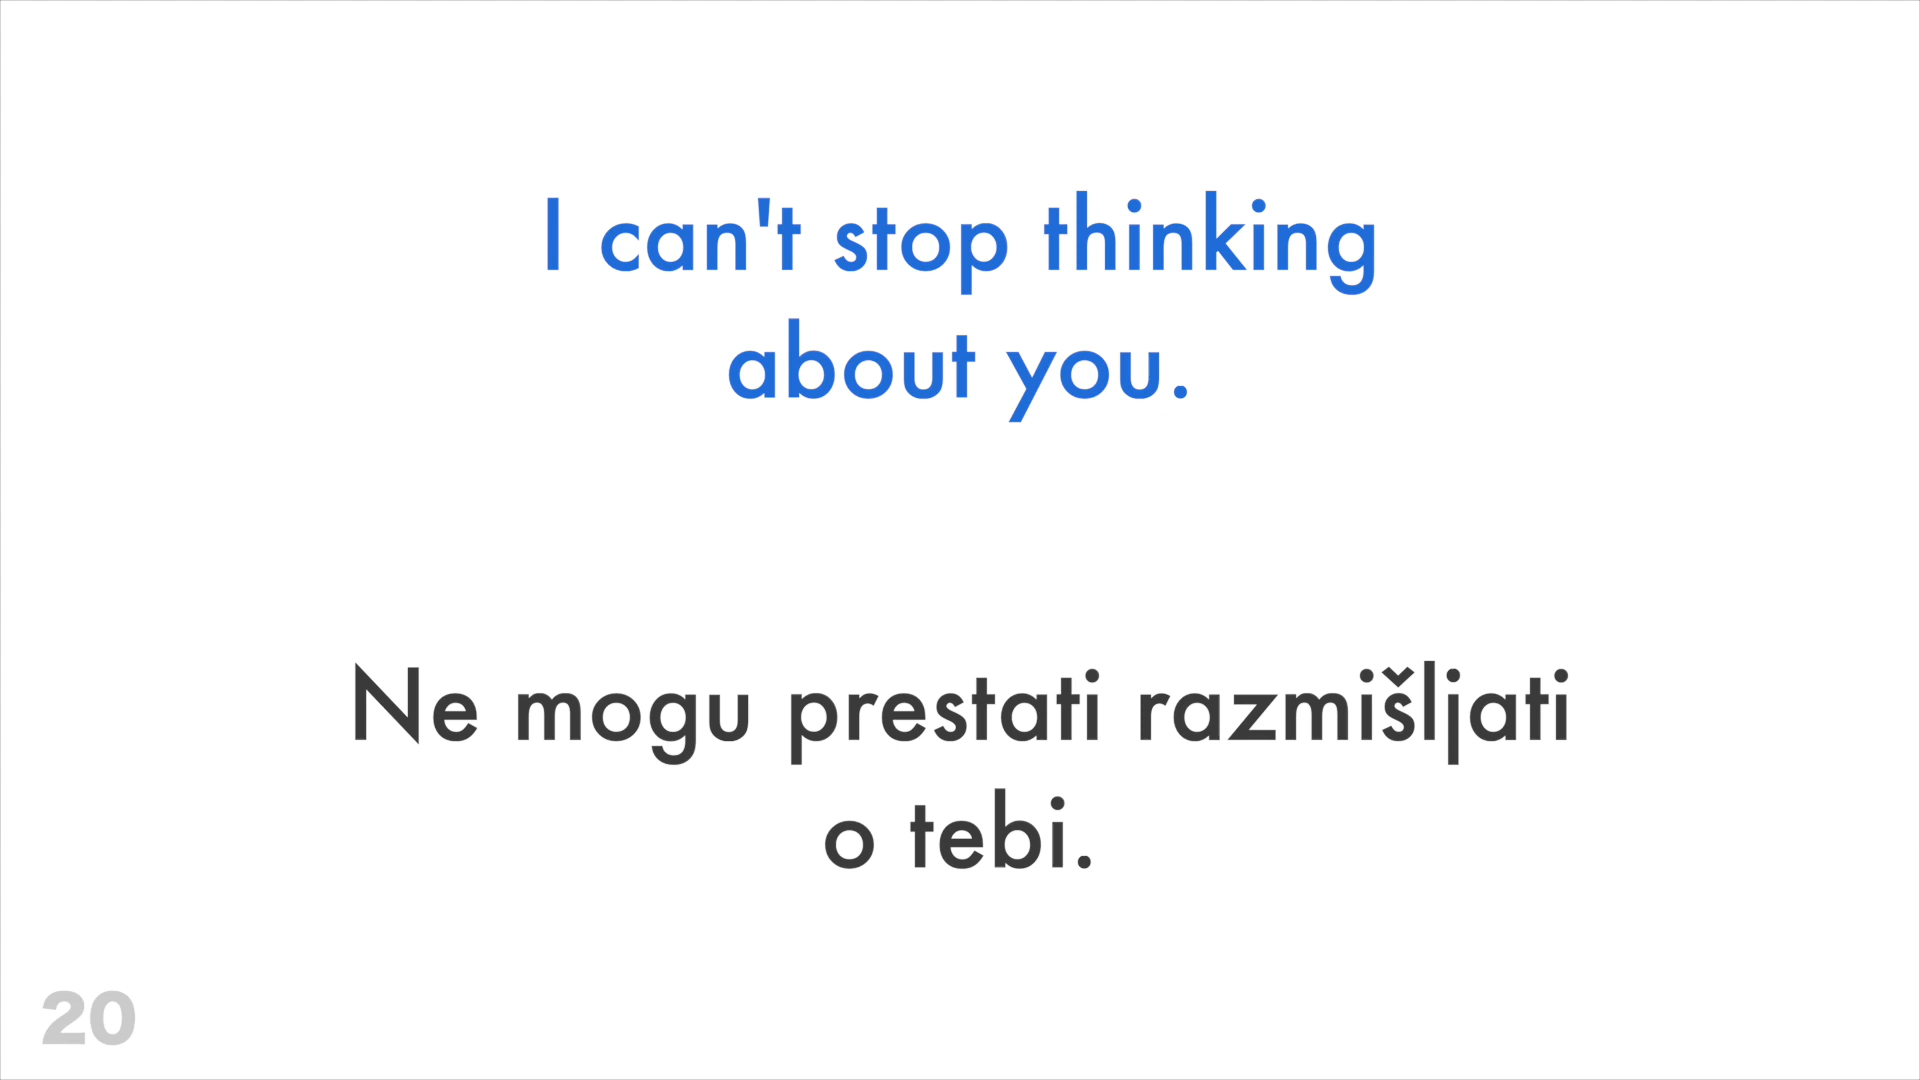 I can't stop thinking
about you.
Ne mogu prestati razmišljati
o tebi.
20